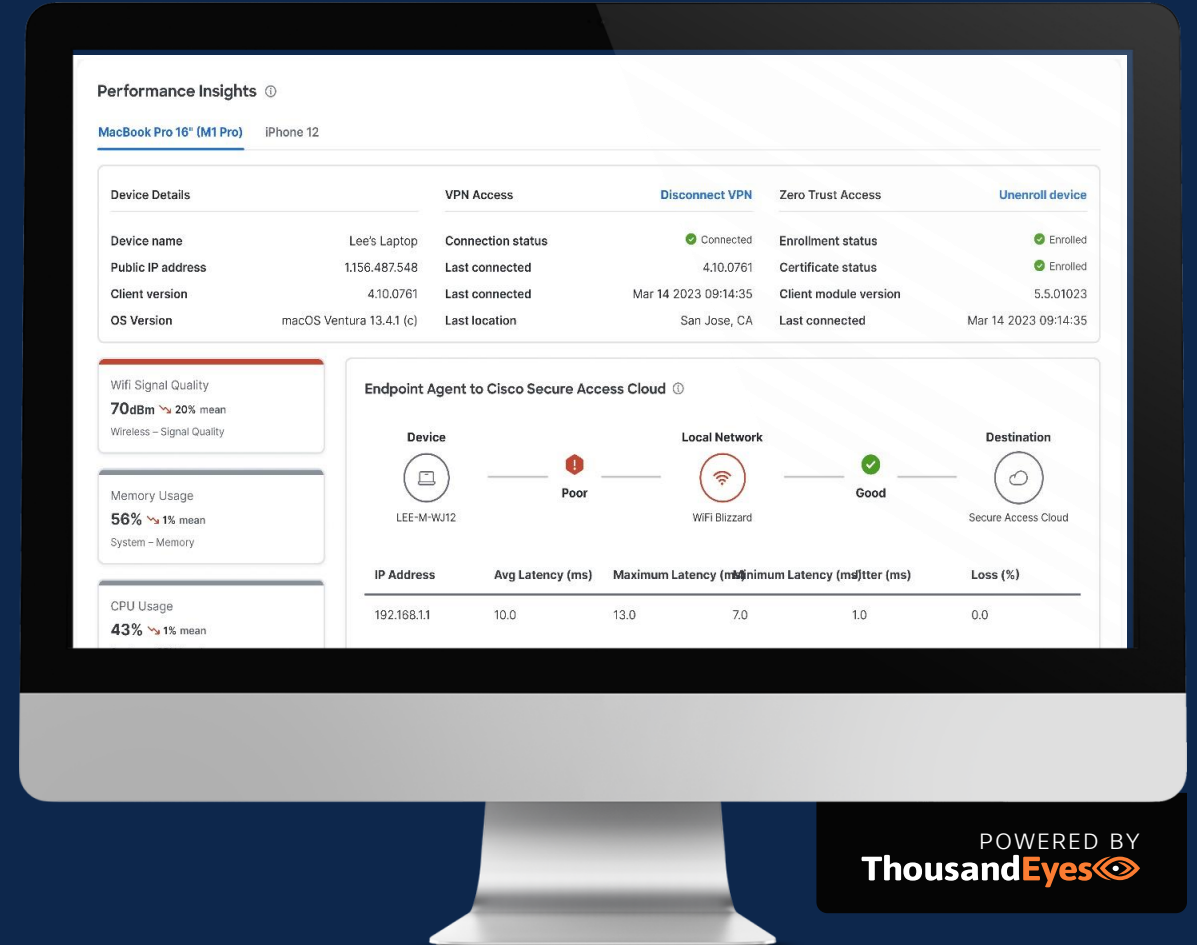 Performance Insights
MacBook Pro 16" (M1 Pro) iPhone 12
Device Details
Device name Lee's Laptop
Public IP address 1.156.487.548
Client version 4.10.0761
OS Version macOS Ventura 13.4.1 (c)
VPN Access Disconnect VPN
Connection status Connected
Last connected 4.10.0761
Last connected Mar 14 2023 09:14:35
Last location San Jose, CA
Zero Trust Access Unenroll device
Enrollment status Enrolled
Certificate status Enrolled
Client module version 5.5.01023
Last connected Mar 14 2023 09:14:35
Wifi Signal Quality
70dBm 20% mean
Wireless – Signal Quality
Memory Usage
56% 1% mean
System – Memory
CPU Usage
43% 1% mean
Endpoint Agent to Cisco Secure Access Cloud
Device Local Network Destination
Poor Good
LEE-M-WJ12 WiFi Blizzard Secure Access Cloud
IP Address Avg Latency (ms) Maximum Latency (ms) Minimum Latency (ms) Jitter (ms) Loss (%)
192.168.1.1 10.0 13.0 7.0 1.0 0.0
POWERED BY
ThousandEyes